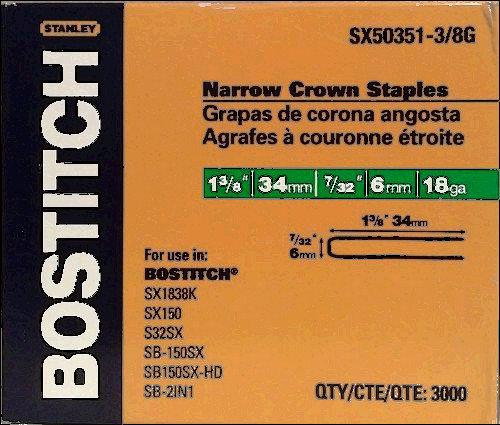 STANLEY
BOSTITCH
SX50351-3/8G
Narrow Crown Staples
Grapas de corona angosta
Agrafes à couronne étroite
1 3/8" 34mm 7/32" 6mm 18ga
1 3/8" 34mm
7/32"
6mm
For use in:
BOSTITCH®
SX1838K
SX150
S32SX
SB-150SX
SB150SX-HD
SB-2IN1
QTY/CTE/QTE: 3000